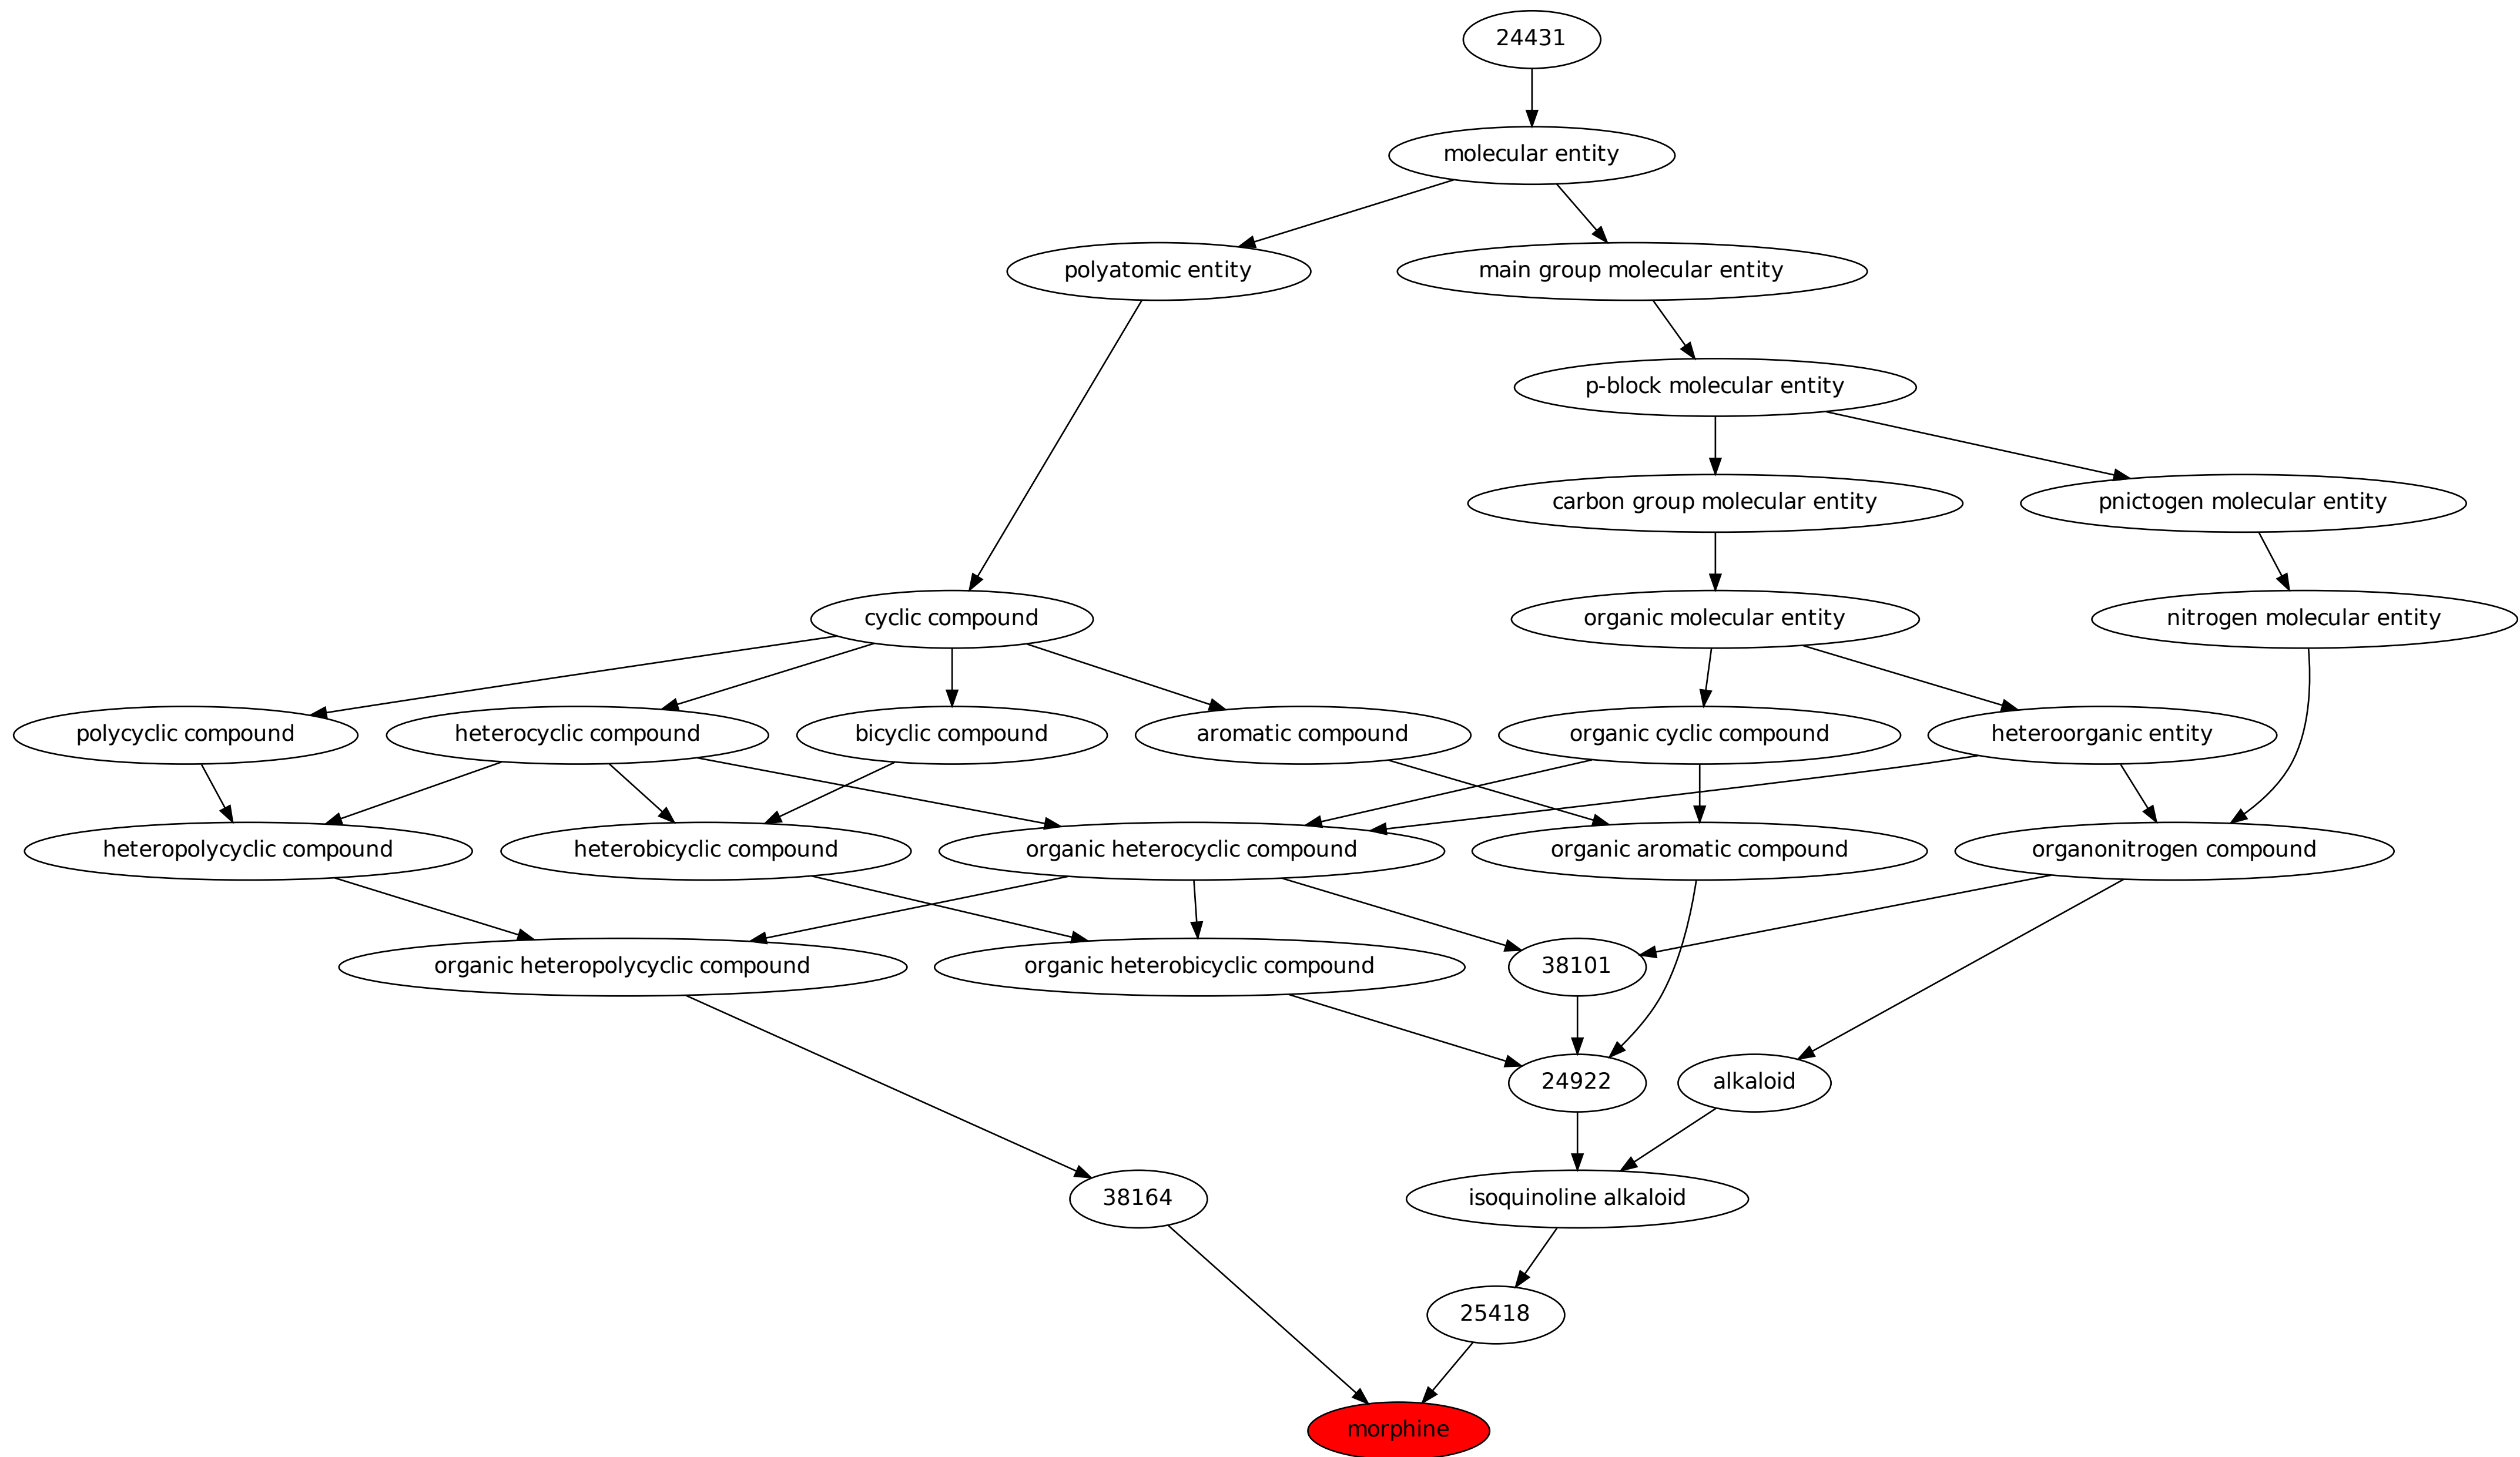 24431
molecular entity
polyatomic entity
main group molecular entity
p-block molecular entity
carbon group molecular entity
pnictogen molecular entity
cyclic compound
organic molecular entity
nitrogen molecular entity
polycyclic compound
heterocyclic compound
bicyclic compound
aromatic compound
organic cyclic compound
heteroorganic entity
heteropolycyclic compound
heterobicyclic compound
organic heterocyclic compound
organic aromatic compound
organonitrogen compound
organic heteropolycyclic compound
organic heterobicyclic compound
38101
24922
alkaloid
38164
isoquinoline alkaloid
25418
morphine